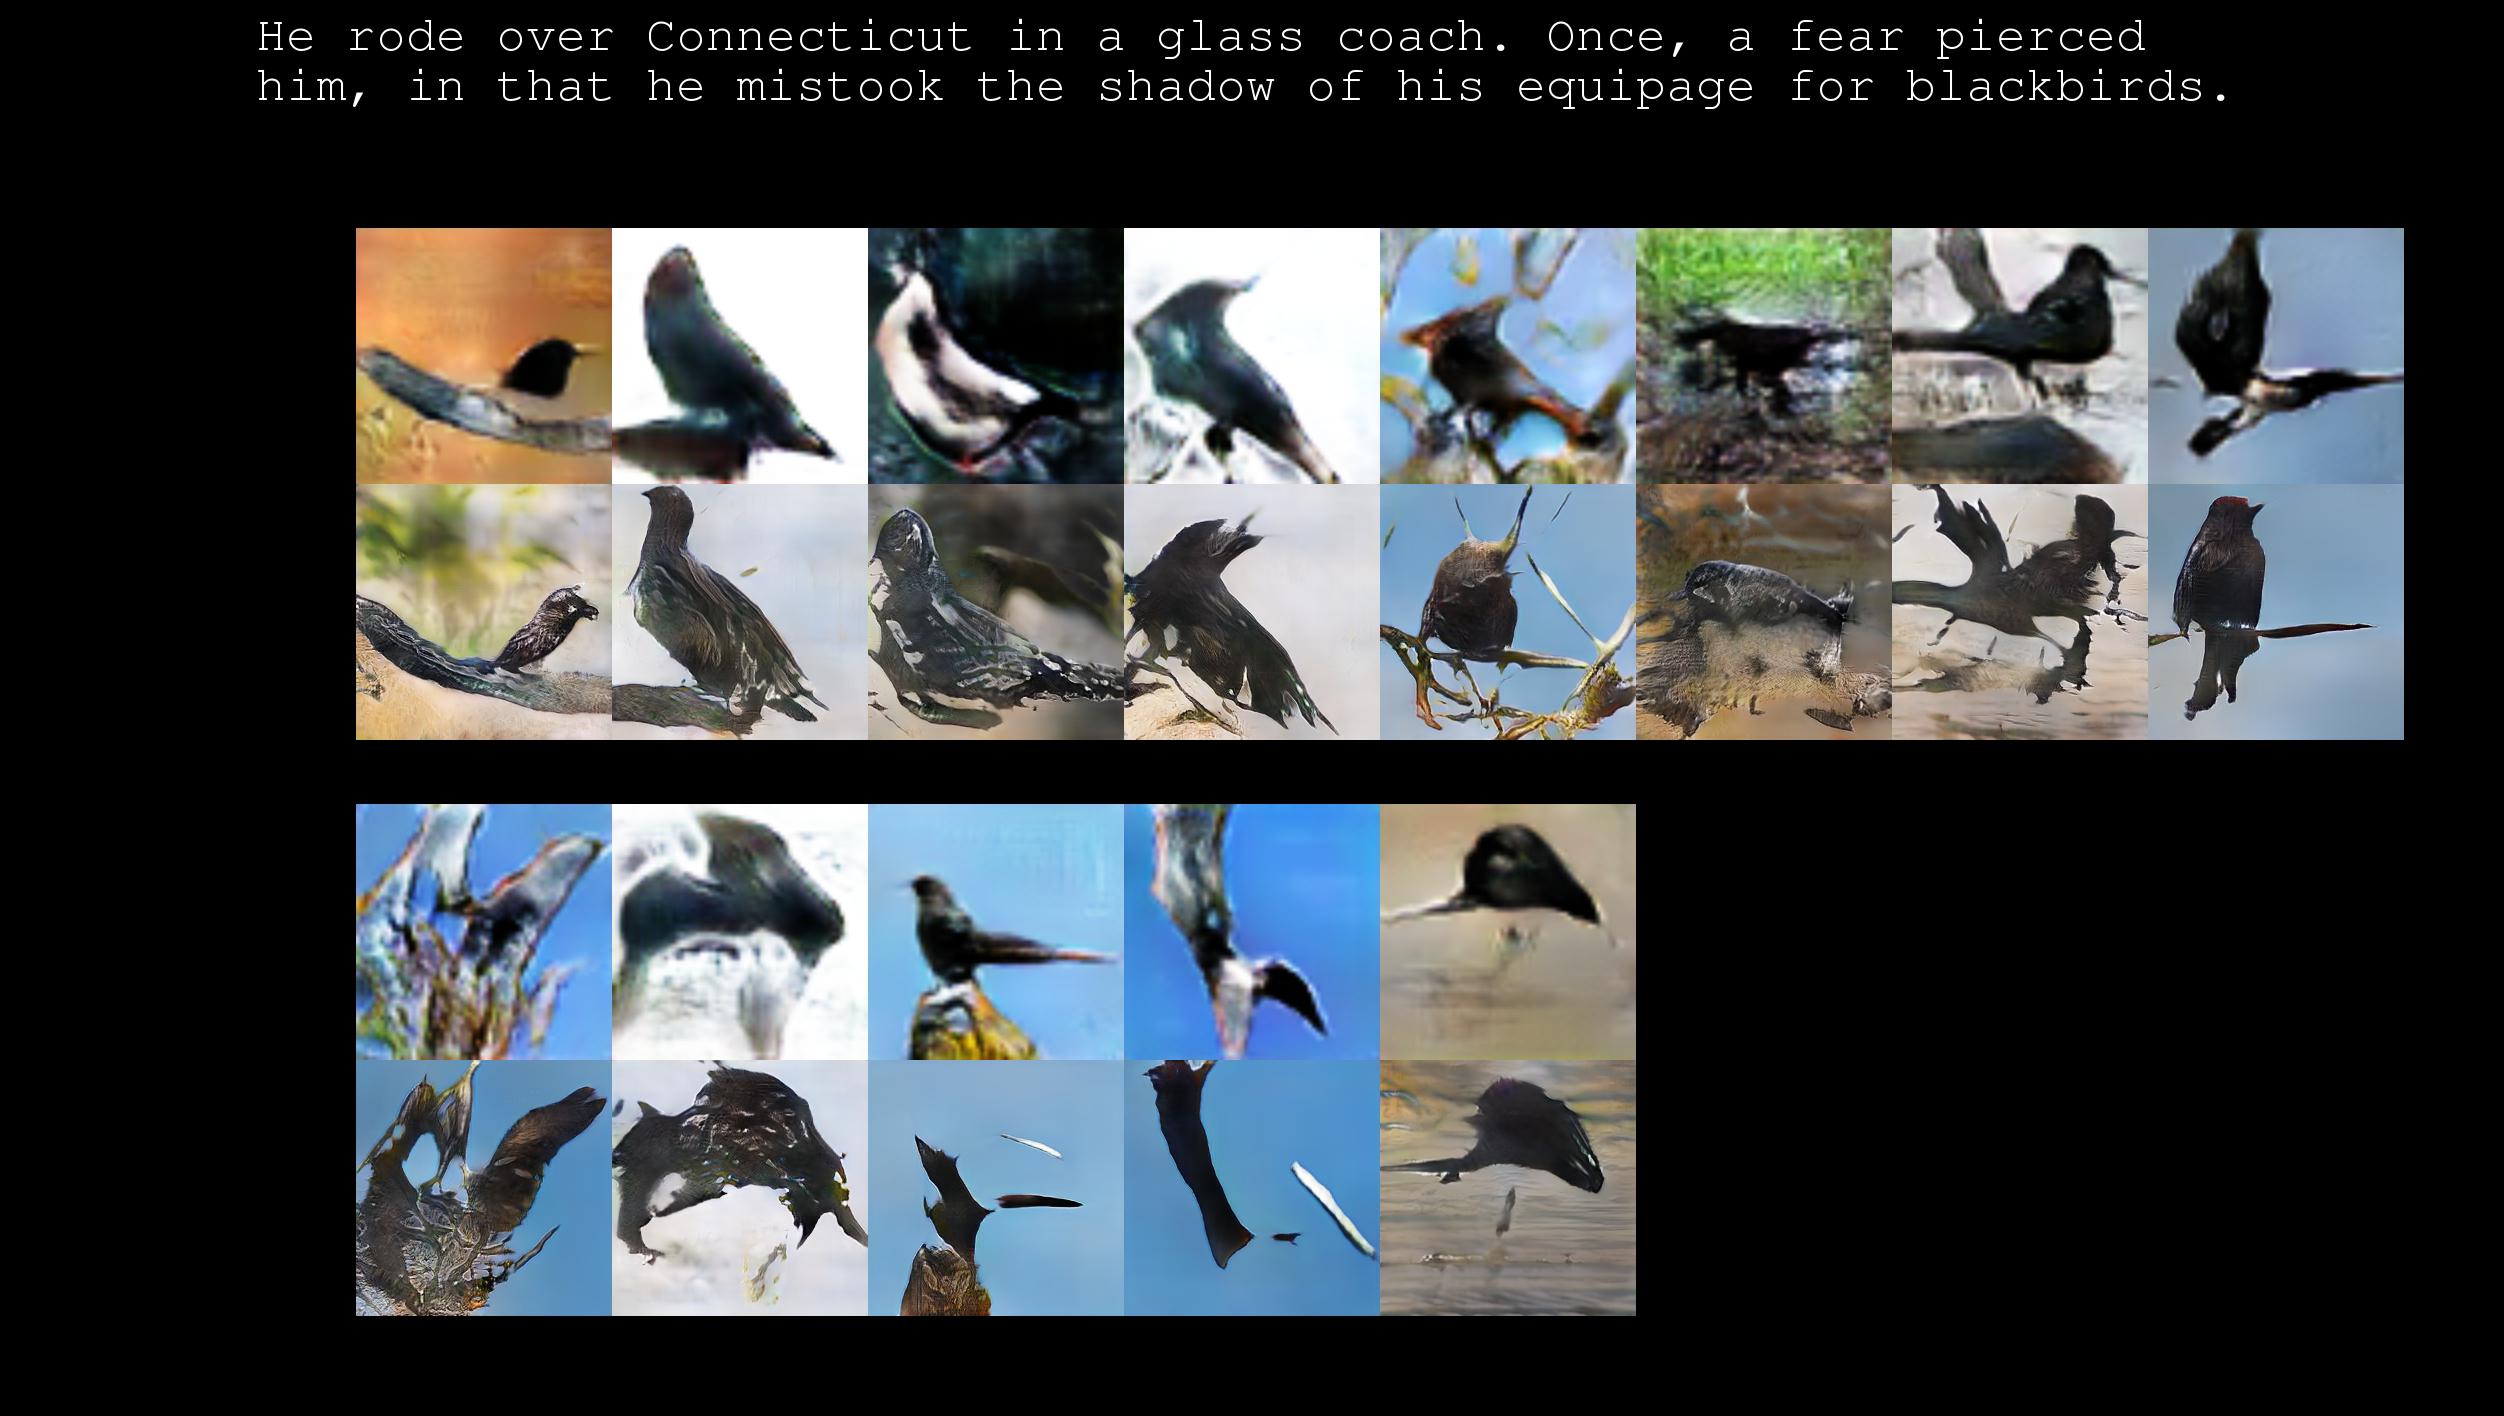 He rode over Connecticut in a glass coach. Once, a fear pierced
him, in that he mistook the shadow of his equipage for blackbirds.